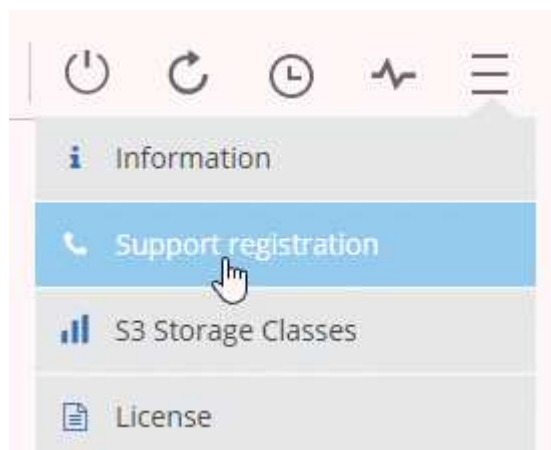 Information
Support registration
S3 Storage Classes
License